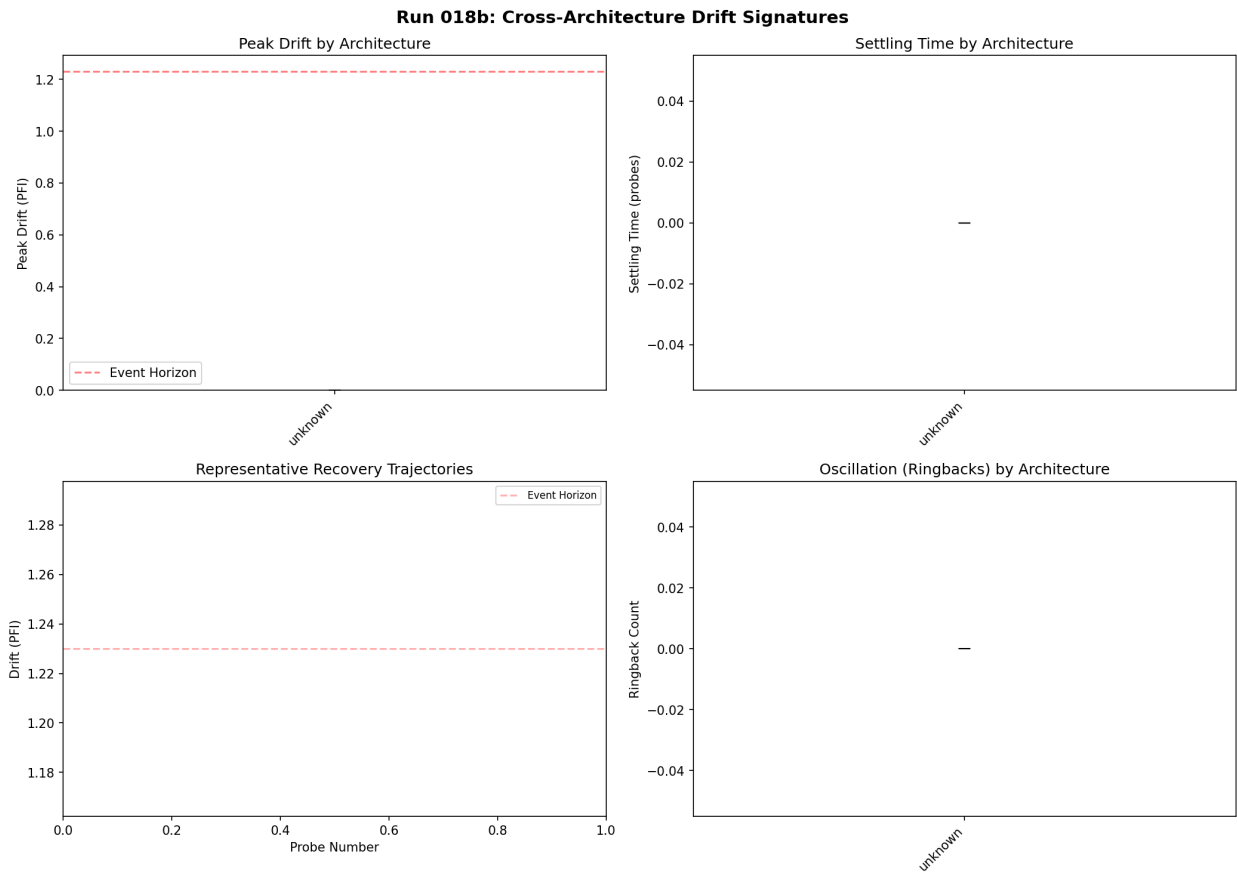 Run 018b: Cross-Architecture Drift Signatures
Peak Drift by Architecture
Peak Drift (PFI)
1.2
1.0
0.8
0.6
0.4
0.2
0.0
Event Horizon
unknown
Settling Time by Architecture
Settling Time (probes)
0.04
0.02
0.00
−0.02
−0.04
unknown
Representative Recovery Trajectories
Drift (PFI)
1.28
1.26
1.24
1.22
1.20
1.18
Event Horizon
0.0 0.2 0.4 0.6 0.8 1.0
Probe Number
Oscillation (Ringbacks) by Architecture
Ringback Count
0.04
0.02
0.00
−0.02
−0.04
unknown